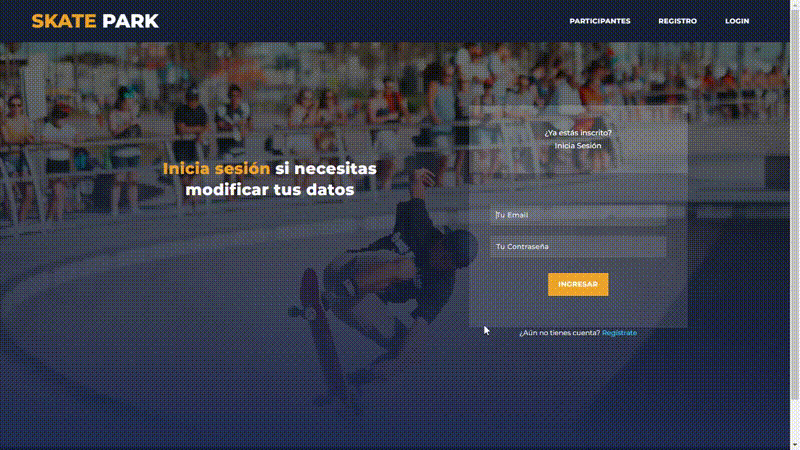 SKATE PARK
PARTICIPANTES REGISTRO LOGIN
¿Ya estás inscrito?
Inicia Sesión
Inicia sesión si necesitas
modificar tus datos
Tu Email
Tu Contraseña
INGRESAR
¿Aún no tienes cuenta? Regístrate